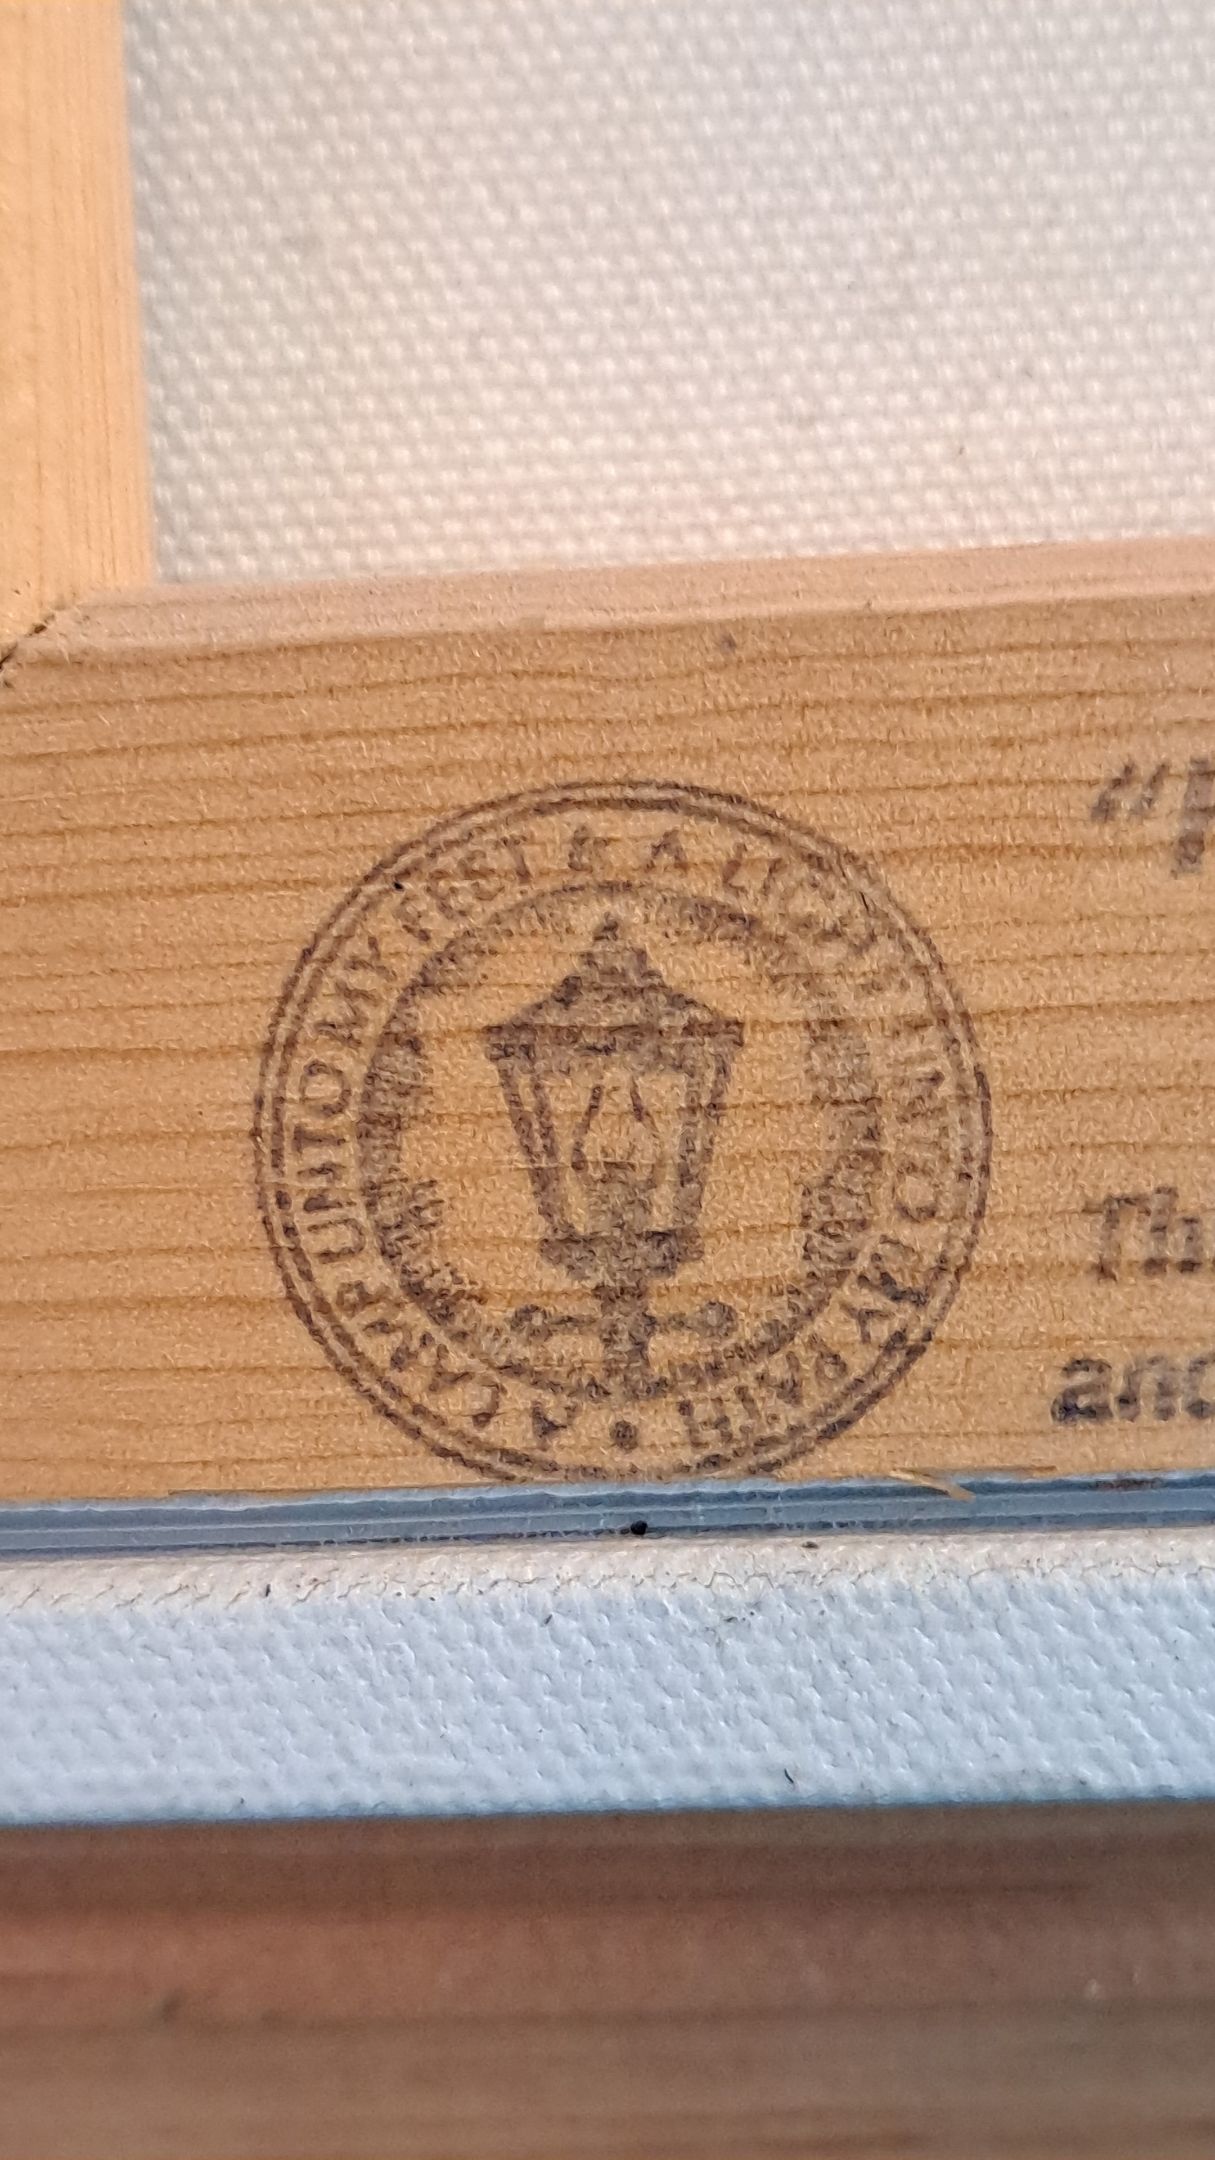 A LAMP UNTO MY FEET & A LIGHT UNTO MY PATH •